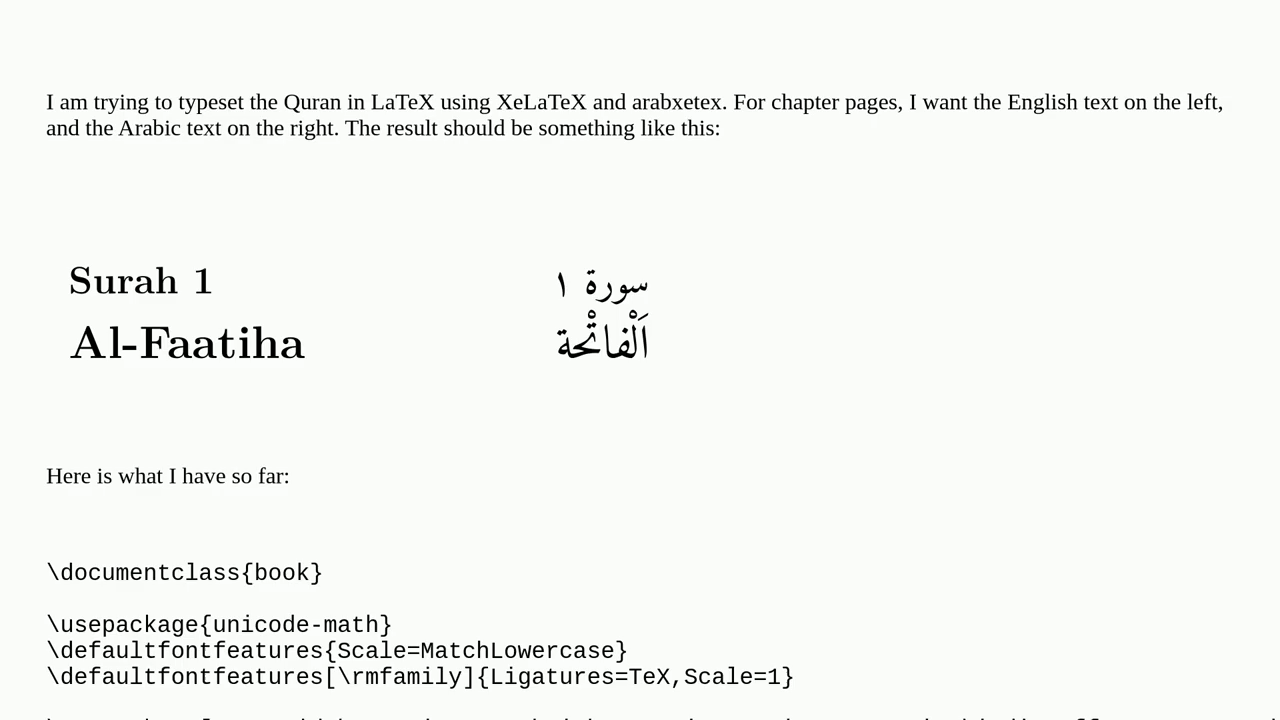 I am trying to typeset the Quran in LaTeX using XeLaTeX and arabxetex. For chapter pages, I want the English text on the left,
and the Arabic text on the right. The result should be something like this:
Surah 1 سورة ١
Al-Faatiha اَلْفاتْحة
Here is what I have so far:
\documentclass{book}
\usepackage{unicode-math}
\defaultfontfeatures{Scale=MatchLowercase}
\defaultfontfeatures[\rmfamily]{Ligatures=TeX,Scale=1}